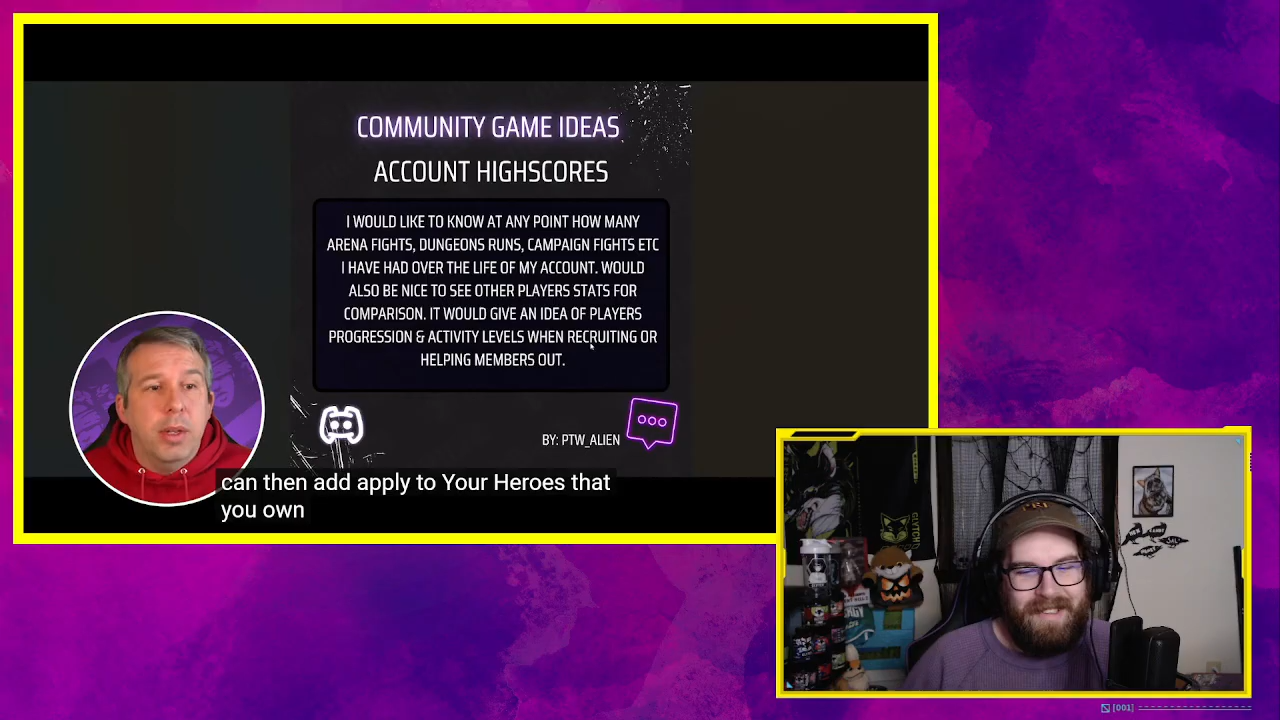 COMMUNITY GAME IDEAS
ACCOUNT HIGHSCORES
I WOULD LIKE TO KNOW AT ANY POINT HOW MANY
ARENA FIGHTS, DUNGEONS RUNS, CAMPAIGN FIGHTS ETC
I HAVE HAD OVER THE LIFE OF MY ACCOUNT. WOULD
ALSO BE NICE TO SEE OTHER PLAYERS STATS FOR
COMPARISON. IT WOULD GIVE AN IDEA OF PLAYERS
PROGRESSION & ACTIVITY LEVELS WHEN RECRUITING OR
HELPING MEMBERS OUT.
BY: PTW_ALIEN
can then add apply to Your Heroes that
you own
[001]